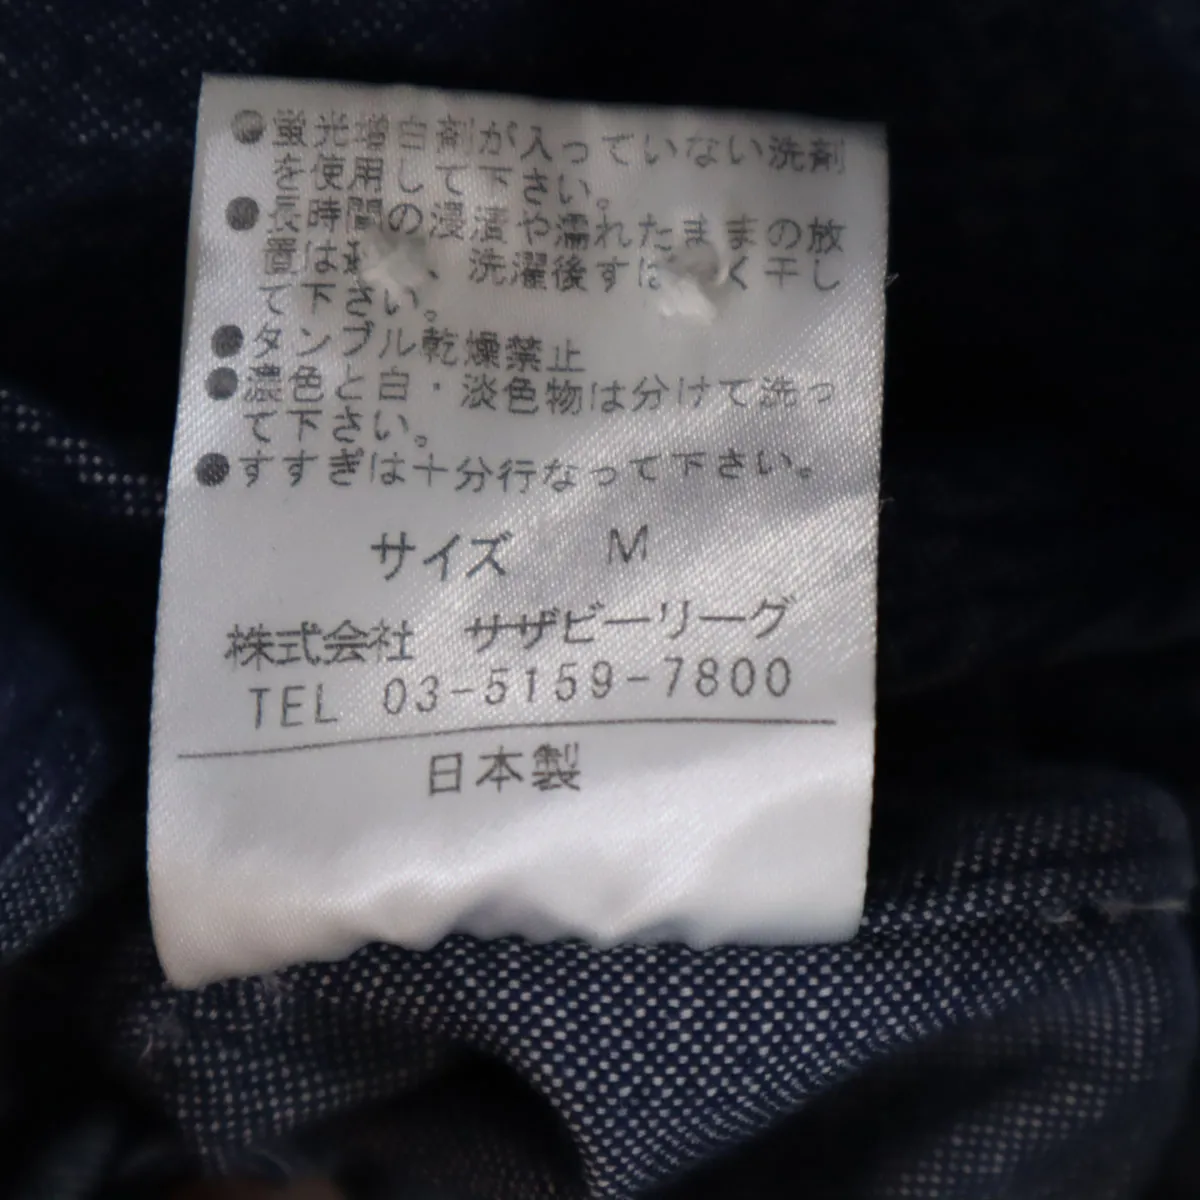 ●蛍光増白剤が入っていない洗剤
を使用して下さい。
●長時間の浸漬や濡れたままの放
置は、洗濯後すばく干し
て下さい。
●タンブル乾燥禁止
●濃色と白・淡色物は分けて洗っ
て下さい。
●すすぎは十分行なって下さい。
サイズ M
株式会社 サザビーリーグ
TEL 03-5159-7800
日本製